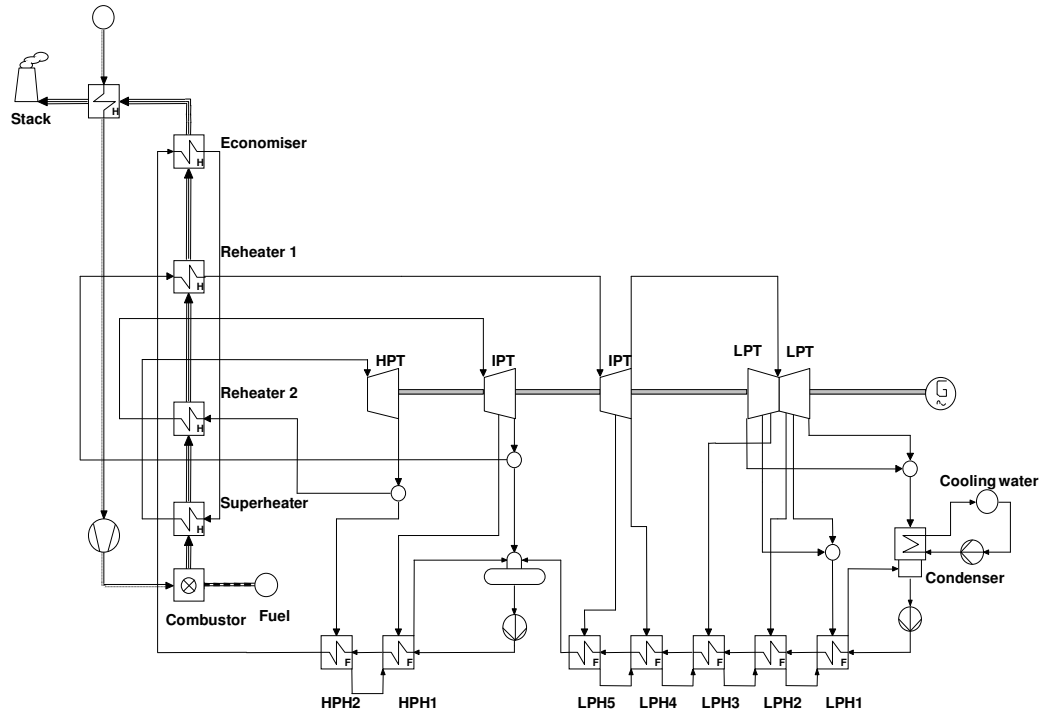 Stack
H
Economiser
H
Reheater 1
H
HPT
IPT
IPT
LPT
LPT
G
~
Reheater 2
H
Superheater
H
Cooling water
Condenser
Combustor
Fuel
F
F
F
F
F
F
F
HPH2
HPH1
LPH5
LPH4
LPH3
LPH2
LPH1